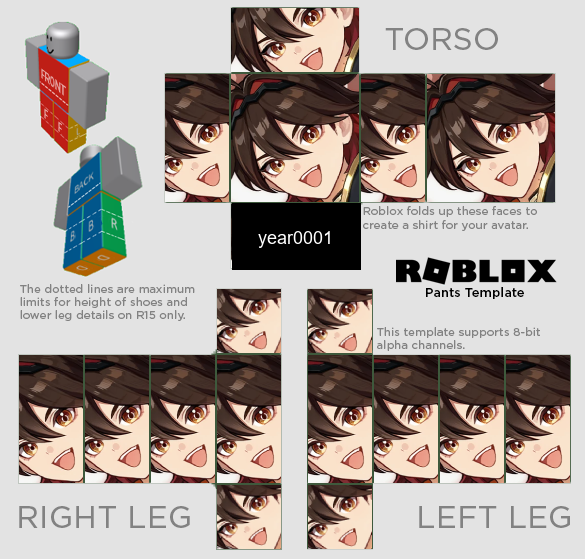 TORSO
FRONT
F
F
L
BACK
B
B
R
year0001
Roblox folds up these faces to
create a shirt for your avatar.
ROBLOX
Pants Template
The dotted lines are maximum
limits for height of shoes and
lower leg details on R15 only.
This template supports 8-bit
alpha channels.
RIGHT LEG
LEFT LEG